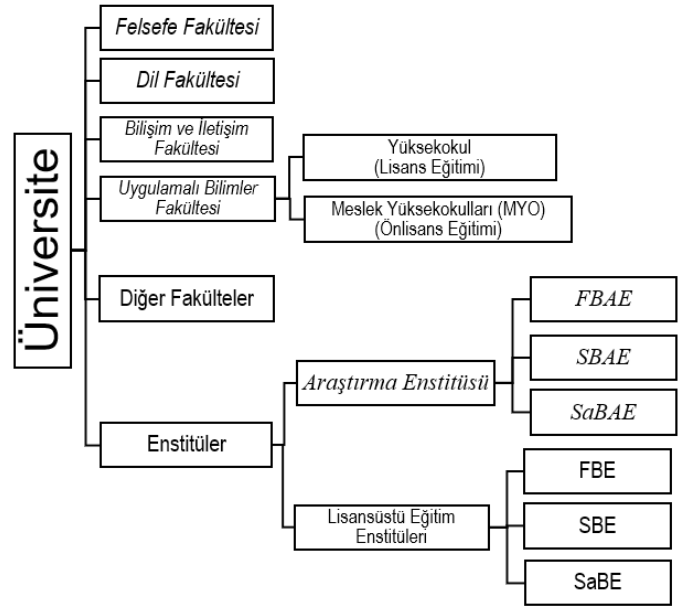 Üniversite
Felsefe Fakültesi
Dil Fakültesi
Bilişim ve İletişim
Fakültesi
Uygulamalı Bilimler
Fakültesi
Yüksekokul
(Lisans Eğitimi)
Meslek Yüksekokulları (MYO)
(Önlisans Eğitimi)
Diğer Fakülteler
Enstitüler
Araştırma Enstitüsü
FBAE
SBAE
SaBAE
Lisansüstü Eğitim
Enstitüleri
FBE
SBE
SaBE